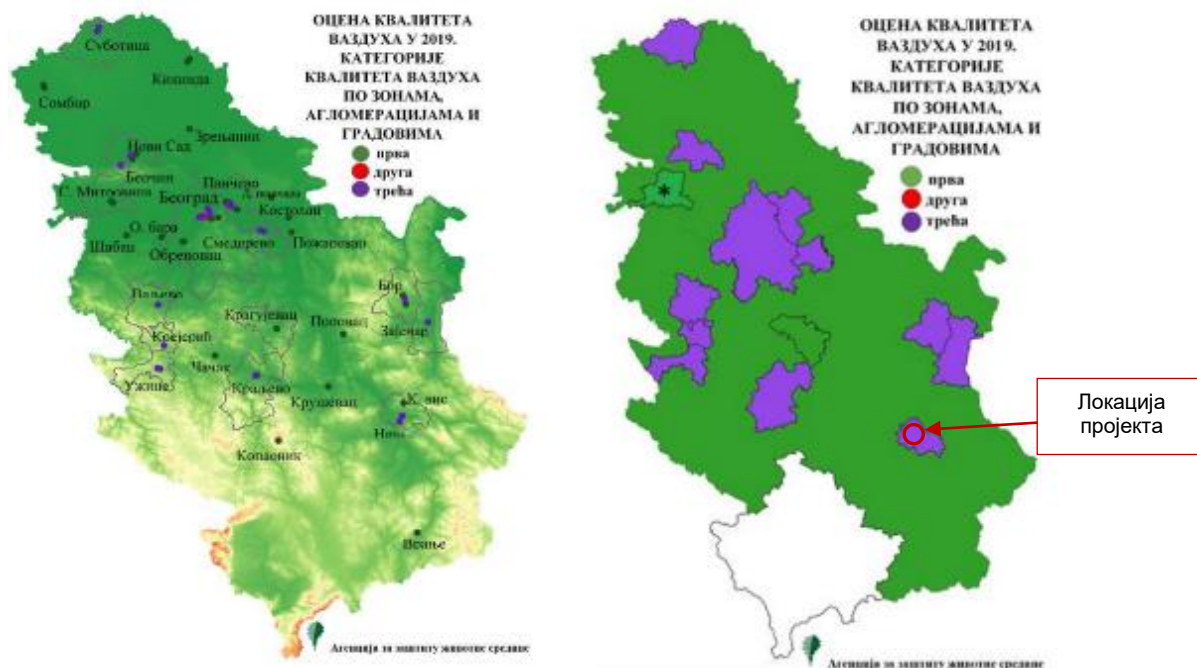 ОЦЕНА КВАЛИТЕТА
ВАЗДУХА У 2019.
КАТЕГОРИЈЕ
КВАЛИТЕТА ВАЗДУХА
ПО ЗОНАМА,
АГЛОМЕРАЦИЈАМА И
ГРАДОВИМА
прва
друга
трећа
Суботица
Кикинда
Сомбор
Зрењанин
Нови Сад
Беочин
С. Митровица
Панчево
Београд
Костолац
О. бара
Шабац
Обреновац
Смедерево
Пожаревац
Ваљево
Бор
Крагујевац
Поповац
Зајечар
Косјерић
Чачак
Ужице
Краљево
Крушевац
К. вис
Ниш
Копаоник
Врање
Агенција за заштиту животне средине
ОЦЕНА КВАЛИТЕТА
ВАЗДУХА У 2019.
КАТЕГОРИЈЕ
КВАЛИТЕТА ВАЗДУХА
ПО ЗОНАМА,
АГЛОМЕРАЦИЈАМА И
ГРАДОВИМА
прва
друга
трећа
*
Локација
пројекта
Агенција за заштиту животне средине